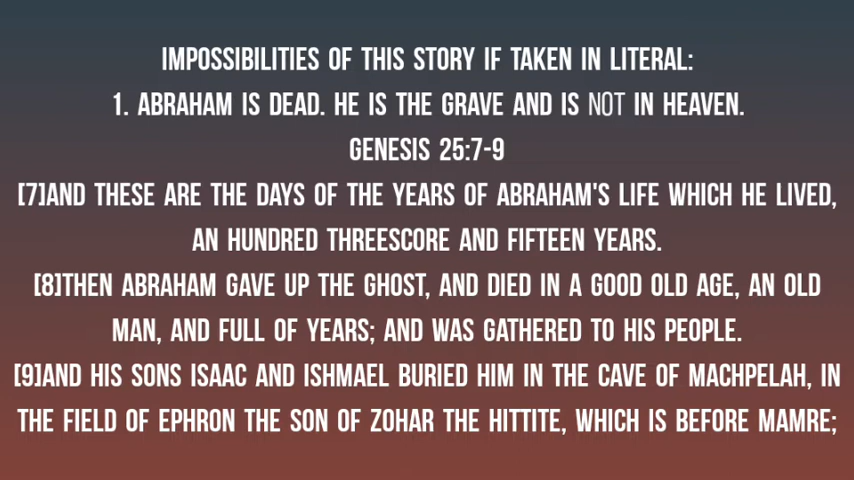 IMPOSSIBILITIES OF THIS STORY IF TAKEN IN LITERAL:
1. ABRAHAM IS DEAD. HE IS THE GRAVE AND IS NOT IN HEAVEN.
GENESIS 25:7-9
[7]AND THESE ARE THE DAYS OF THE YEARS OF ABRAHAM'S LIFE WHICH HE LIVED,
AN HUNDRED THREESCORE AND FIFTEEN YEARS.
[8]THEN ABRAHAM GAVE UP THE GHOST, AND DIED IN A GOOD OLD AGE, AN OLD
MAN, AND FULL OF YEARS; AND WAS GATHERED TO HIS PEOPLE.
[9]AND HIS SONS ISAAC AND ISHMAEL BURIED HIM IN THE CAVE OF MACHPELAH, IN
THE FIELD OF EPHRON THE SON OF ZOHAR THE HITTITE, WHICH IS BEFORE MAMRE;